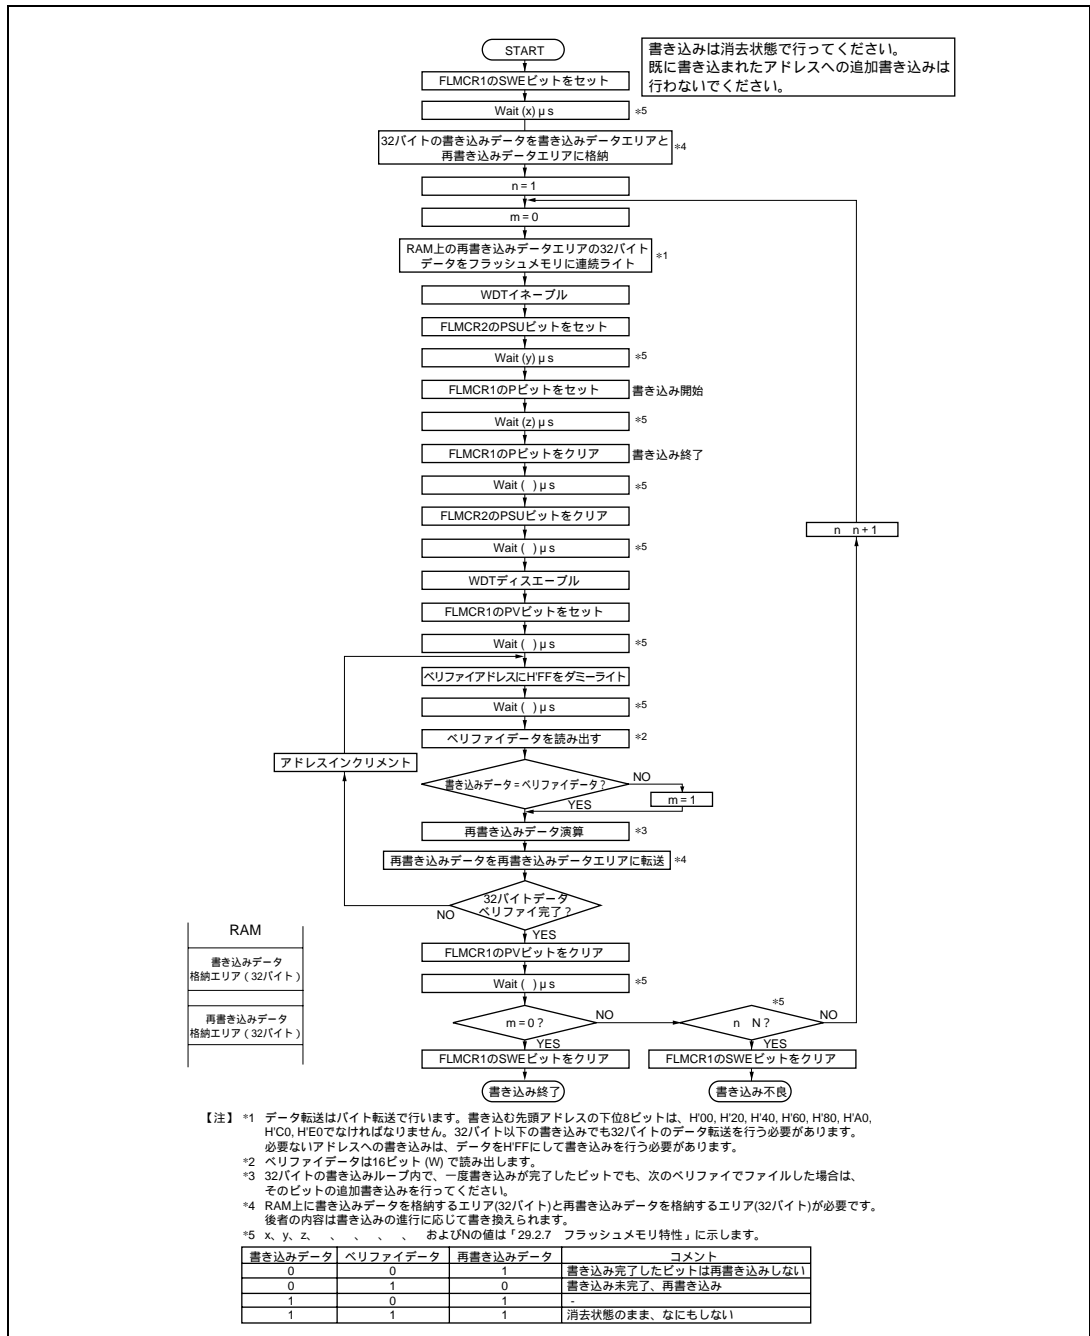 START
書き込みは消去状態で行ってください。
既に書き込まれたアドレスへの追加書き込みは
行わないでください。
FLMCR1のSWEビットをセット
Wait (x) μs
*5
32バイトの書き込みデータを書き込みデータエリアと
再書き込みデータエリアに格納
*4
n = 1
m = 0
RAM上の再書き込みデータエリアの32バイト
データをフラッシュメモリに連続ライト
*1
WDTイネーブル
FLMCR2のPSUビットをセット
Wait (y) μs
*5
FLMCR1のPビットをセット
書き込み開始
Wait (z) μs
*5
FLMCR1のPビットをクリア
書き込み終了
Wait ( ) μs
*5
FLMCR2のPSUビットをクリア
n n + 1
Wait ( ) μs
*5
WDTディスエーブル
FLMCR1のPVビットをセット
Wait ( ) μs
*5
ベリファイアドレスにH'FFをダミーライト
Wait ( ) μs
*5
ベリファイデータを読み出す
*2
アドレスインクリメント
書き込みデータ = ベリファイデータ?
NO
m = 1
YES
再書き込みデータ演算
*3
再書き込みデータを再書き込みデータエリアに転送
*4
32バイトデータ
ベリファイ完了?
NO
YES
FLMCR1のPVビットをクリア
Wait ( ) μs
*5
m = 0 ?
NO
YES
*5
n N ?
NO
YES
FLMCR1のSWEビットをクリア
FLMCR1のSWEビットをクリア
書き込み終了
書き込み不良
RAM
書き込みデータ
格納エリア(32バイト)
再書き込みデータ
格納エリア(32バイト)
【注】 *1 データ転送はバイト転送で行います。書き込む先頭アドレスの下位8ビットは、H'00, H'20, H'40, H'60, H'80, H'A0,
H'C0, H'E0でなければなりません。32バイト以下の書き込みでも32バイトのデータ転送を行う必要があります。
必要ないアドレスへの書き込みは、データをH'FFにして書き込みを行う必要があります。
*2 ベリファイデータは16ビット (W) で読み出します。
*3 32バイトの書き込みループ内で、一度書き込みが完了したビットでも、次のベリファイでファイルした場合は、
そのビットの追加書き込みを行ってください。
*4 RAM上に書き込みデータを格納するエリア(32バイト)と再書き込みデータを格納するエリア(32バイト)が必要です。
後者の内容は書き込みの進行に応じて書き換えられます。
*5 x、y、z、 、 、 、 、 およびNの値は「29.2.7 フラッシュメモリ特性」に示します。
書き込みデータ ベリファイデータ 再書き込みデータ コメント
0 0 1 書き込み完了したビットは再書き込みしない
0 1 0 書き込み未完了、再書き込み
1 0 1 -
1 1 1 消去状態のまま、なにもしない